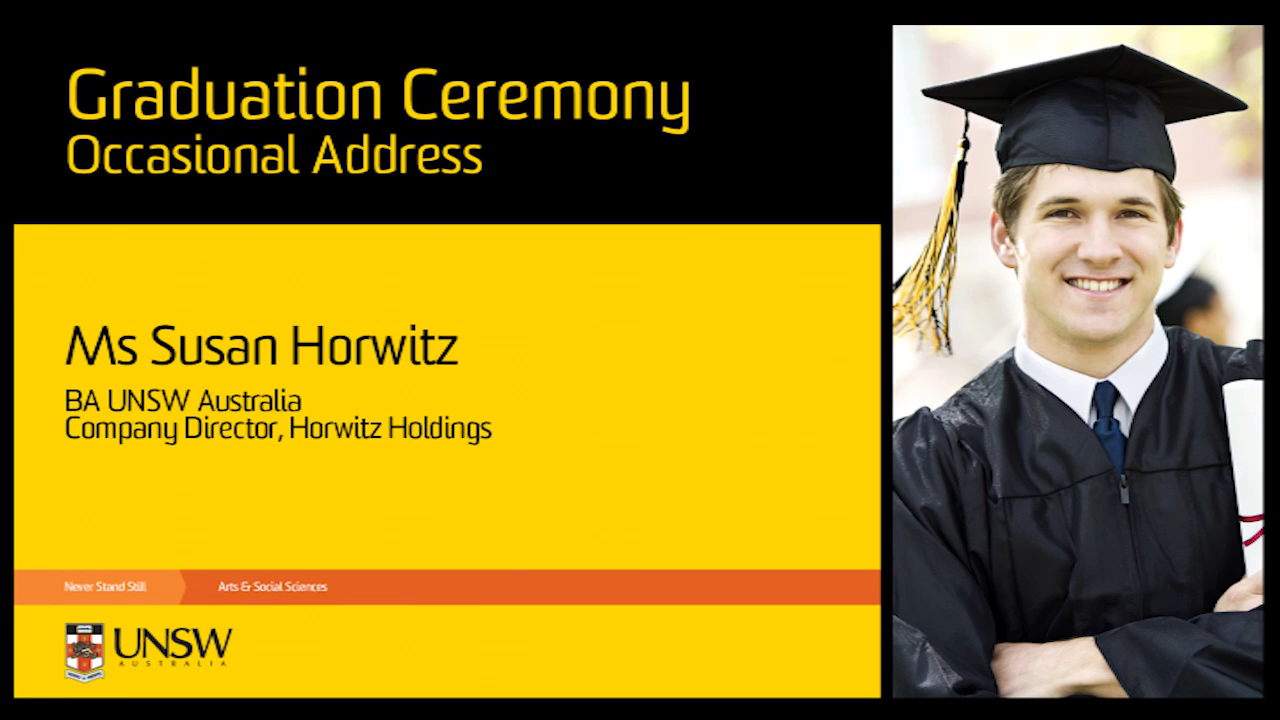 Graduation Ceremony
Occasional Address
Ms Susan Horwitz
BA UNSW Australia
Company Director, Horwitz Holdings
Never Stand Still
Arts & Social Sciences
UNSW
AUSTRALIA